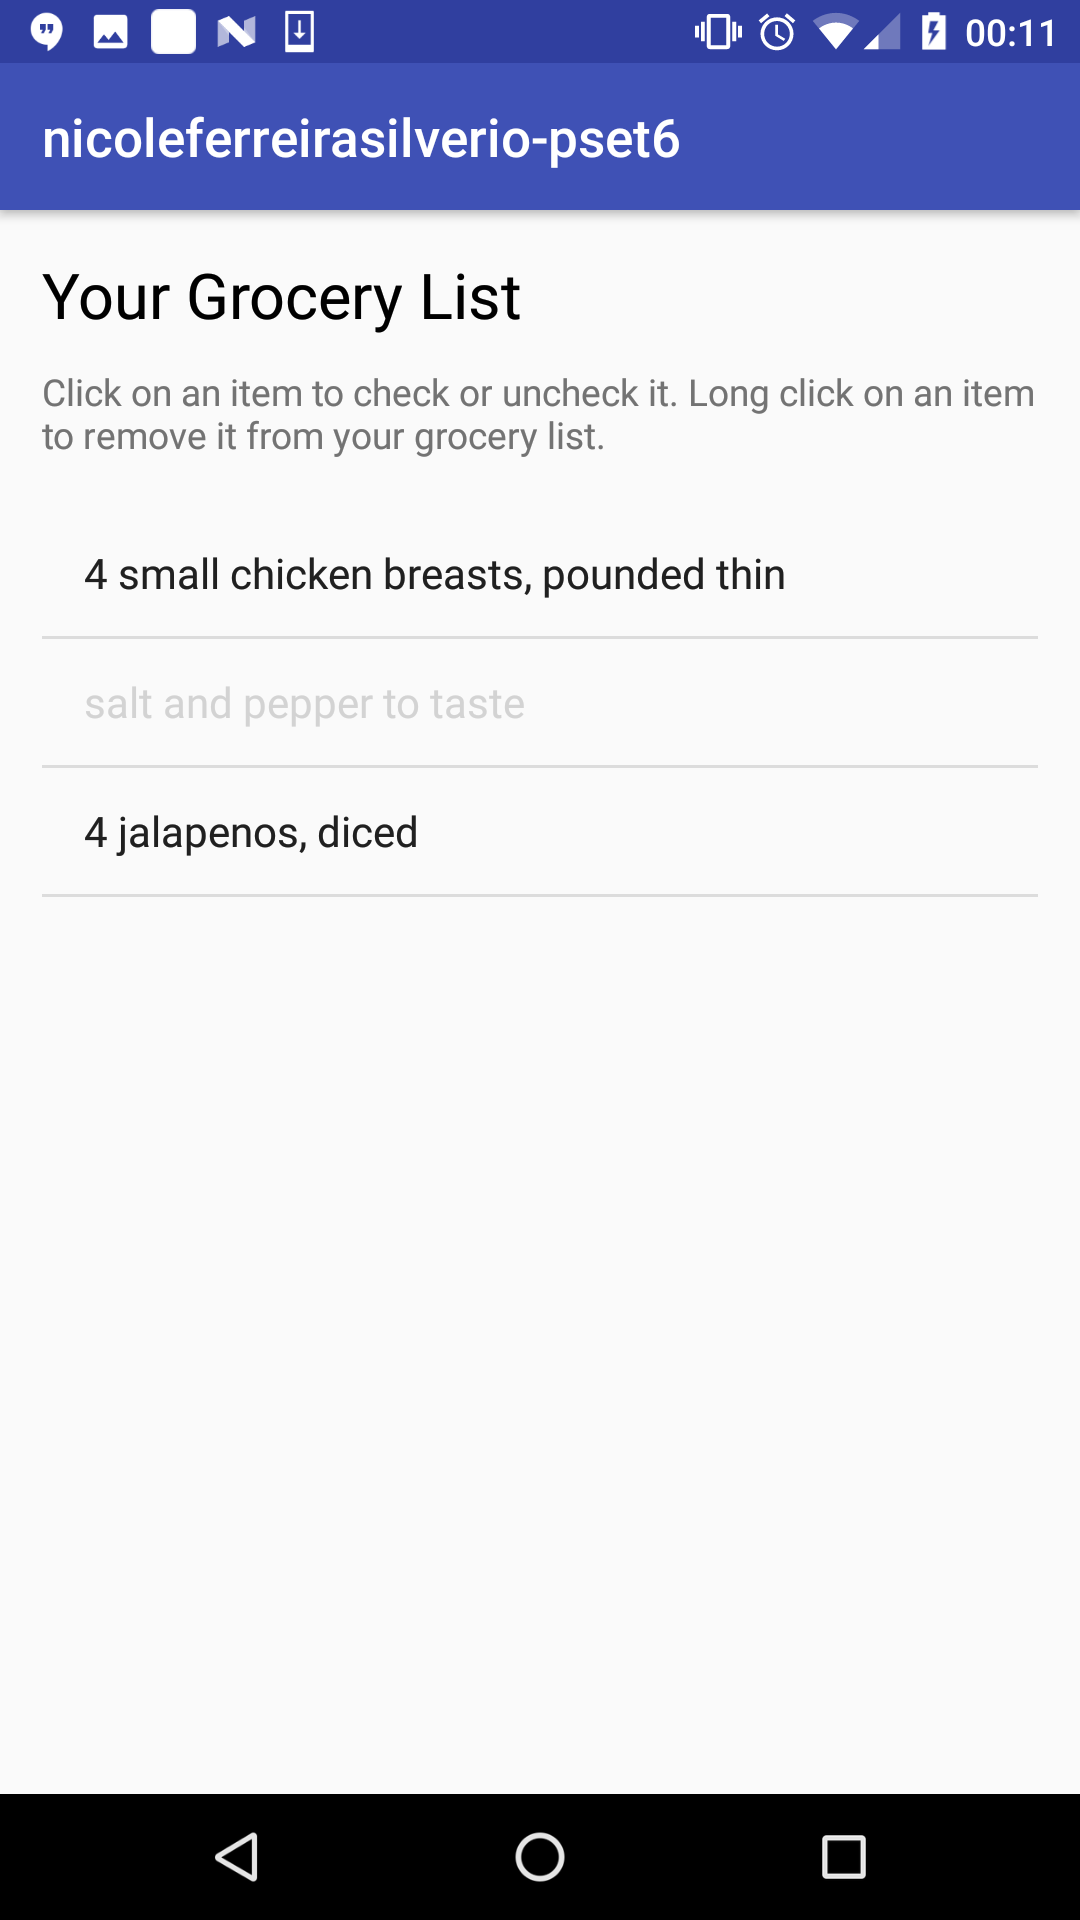 00:11
nicoleferreirasilverio-pset6
Your Grocery List
Click on an item to check or uncheck it. Long click on an item
to remove it from your grocery list.
4 small chicken breasts, pounded thin
salt and pepper to taste
4 jalapenos, diced